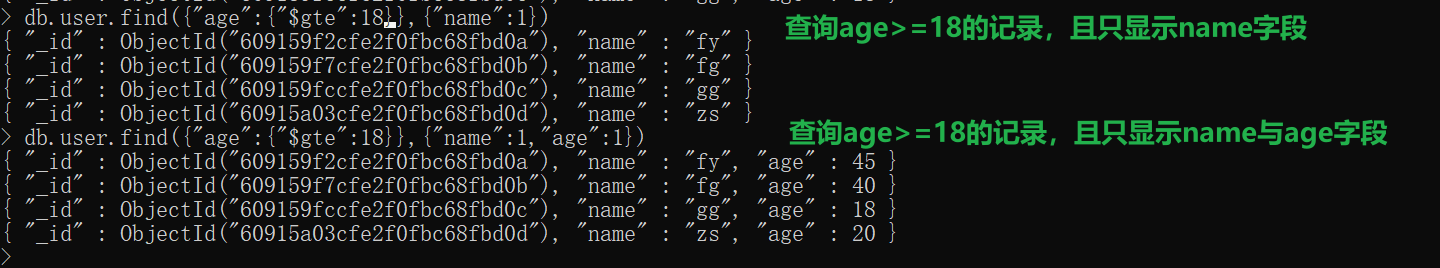 > db.user.find({"age":{"$gte":18}},{"name":1})
查询age>=18的记录，且只显示name字段
{ "_id" : ObjectId("609159f2cfe2f0fbc68fbd0a"), "name" : "fy" }
{ "_id" : ObjectId("609159f7cfe2f0fbc68fbd0b"), "name" : "fg" }
{ "_id" : ObjectId("609159fccfe2f0fbc68fbd0c"), "name" : "gg" }
{ "_id" : ObjectId("60915a03cfe2f0fbc68fbd0d"), "name" : "zs" }
> db.user.find({"age":{"$gte":18}},{"name":1,"age":1})
查询age>=18的记录，且只显示name与age字段
{ "_id" : ObjectId("609159f2cfe2f0fbc68fbd0a"), "name" : "fy", "age" : 45 }
{ "_id" : ObjectId("609159f7cfe2f0fbc68fbd0b"), "name" : "fg", "age" : 40 }
{ "_id" : ObjectId("609159fccfe2f0fbc68fbd0c"), "name" : "gg", "age" : 18 }
{ "_id" : ObjectId("60915a03cfe2f0fbc68fbd0d"), "name" : "zs", "age" : 20 }
>